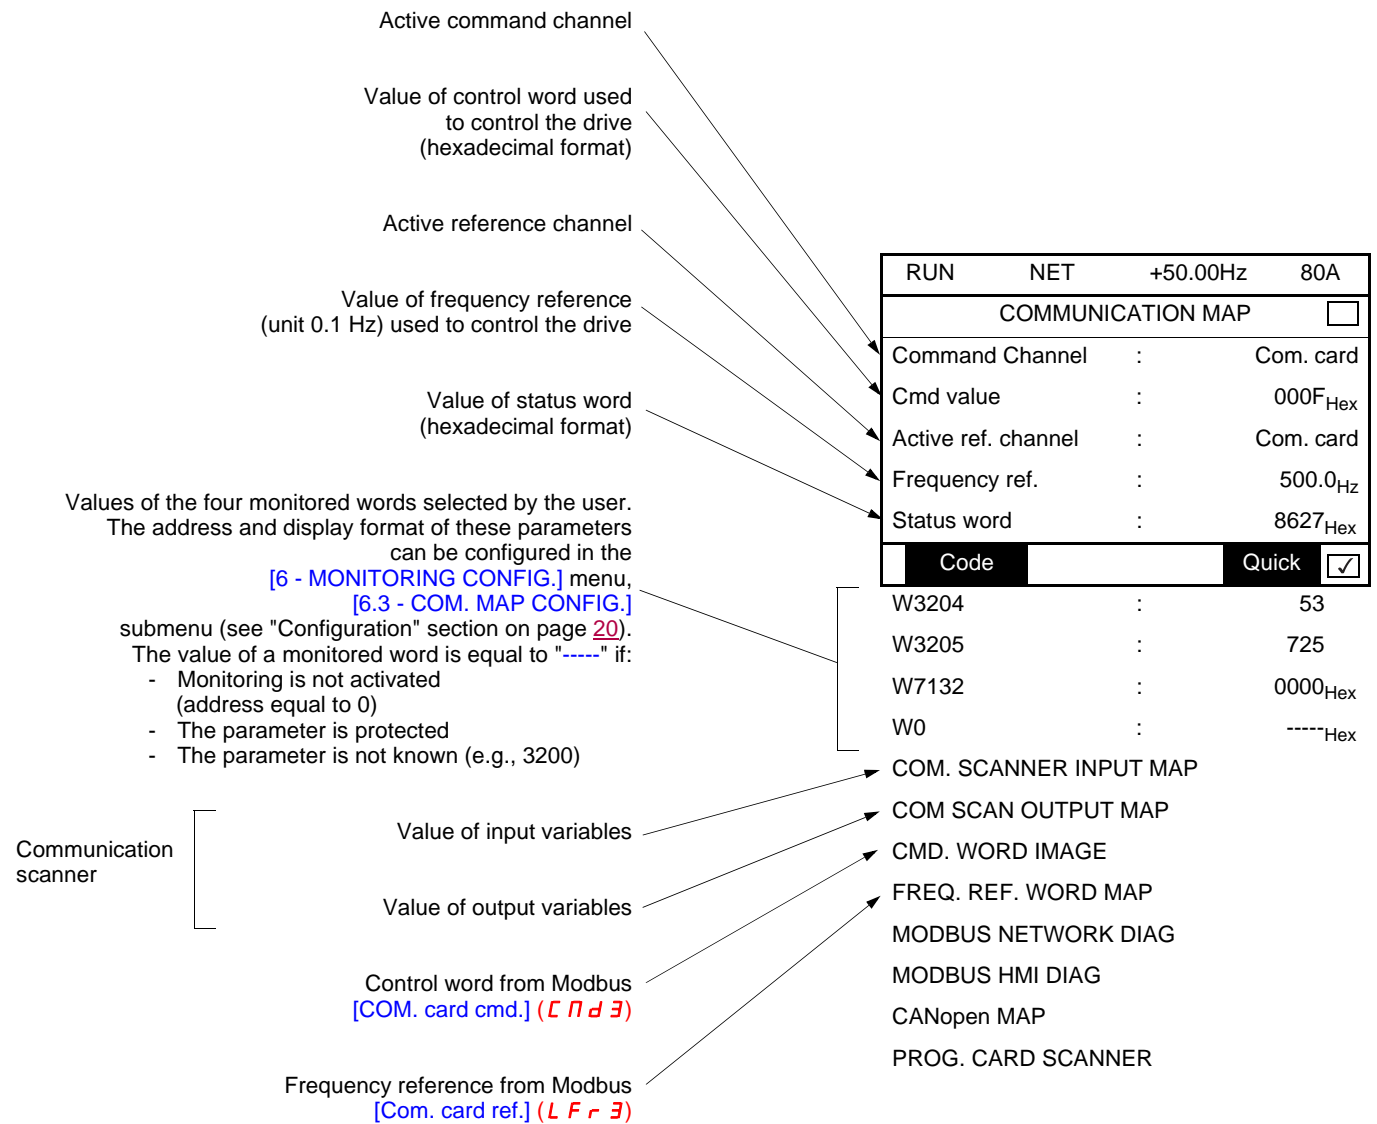 Active command channel
Value of control word used
to control the drive
(hexadecimal format)
Active reference channel
Value of frequency reference
(unit 0.1 Hz) used to control the drive
Value of status word
(hexadecimal format)
Values of the four monitored words selected by the user.
The address and display format of these parameters
can be configured in the
[6 - MONITORING CONFIG.] menu,
[6.3 - COM. MAP CONFIG.]
submenu (see "Configuration" section on page 20).
The value of a monitored word is equal to "-----" if:
- Monitoring is not activated
(address equal to 0)
- The parameter is protected
- The parameter is not known (e.g., 3200)
Communication
scanner
Value of input variables
Value of output variables
Control word from Modbus
[COM. card cmd.] (CMd3)
Frequency reference from Modbus
[Com. card ref.] (LFr3)
RUN NET +50.00Hz 80A
COMMUNICATION MAP
Command Channel : Com. card
Cmd value : 000FHex
Active ref. channel : Com. card
Frequency ref. : 500.0Hz
Status word : 8627Hex
Code Quick
W3204 : 53
W3205 : 725
W7132 : 0000Hex
W0 : -----Hex
COM. SCANNER INPUT MAP
COM SCAN OUTPUT MAP
CMD. WORD IMAGE
FREQ. REF. WORD MAP
MODBUS NETWORK DIAG
MODBUS HMI DIAG
CANopen MAP
PROG. CARD SCANNER